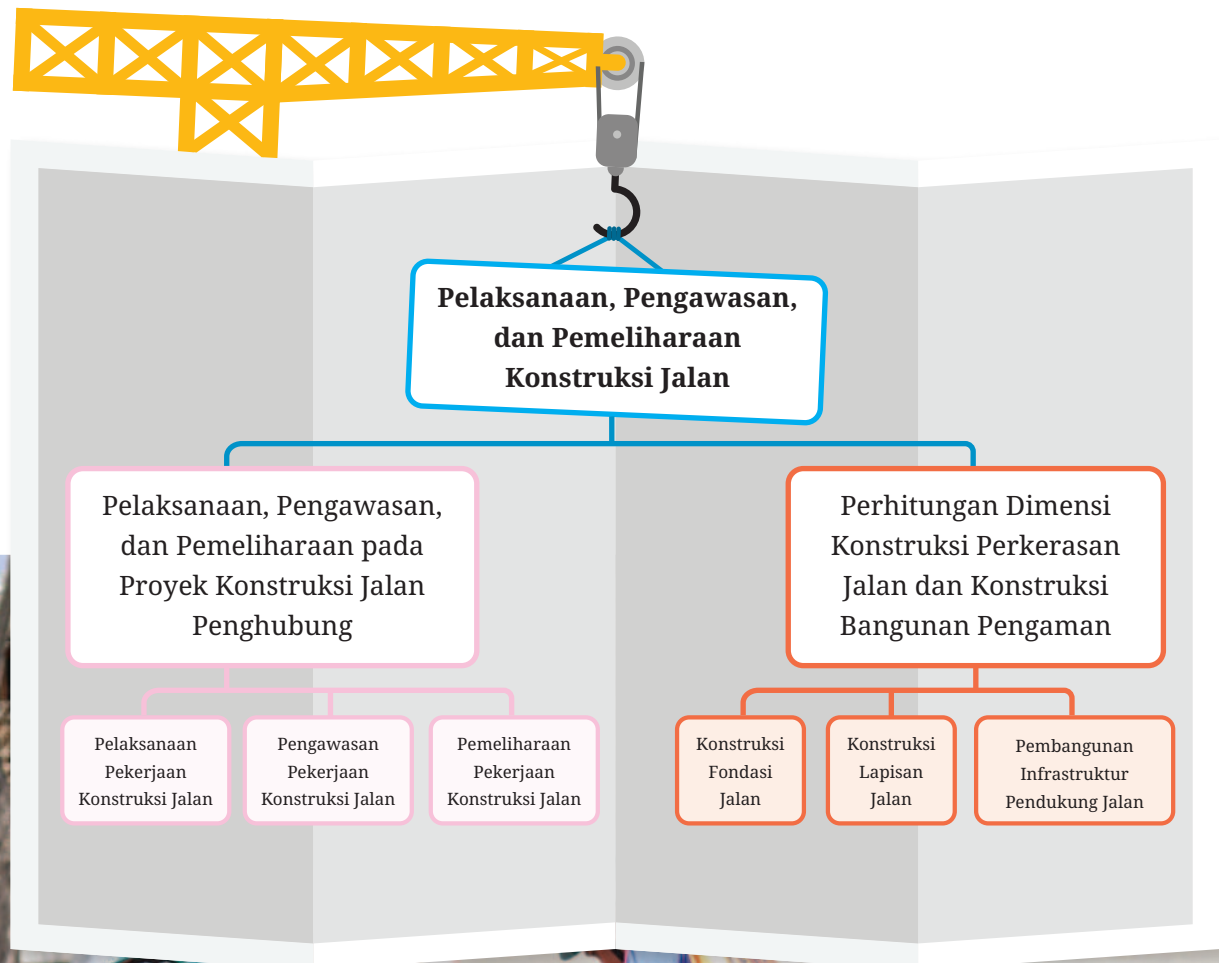 Pelaksanaan, Pengawasan,
dan Pemeliharaan
Konstruksi Jalan
Pelaksanaan, Pengawasan,
dan Pemeliharaan pada
Proyek Konstruksi Jalan
Penghubung
Perhitungan Dimensi
Konstruksi Perkerasan
Jalan dan Konstruksi
Bangunan Pengaman
Pelaksanaan
Pekerjaan
Konstruksi Jalan
Pengawasan
Pekerjaan
Konstruksi Jalan
Pemeliharaan
Pekerjaan
Konstruksi Jalan
Konstruksi
Fondasi
Jalan
Konstruksi
Lapisan
Jalan
Pembangunan
Infrastruktur
Pendukung Jalan